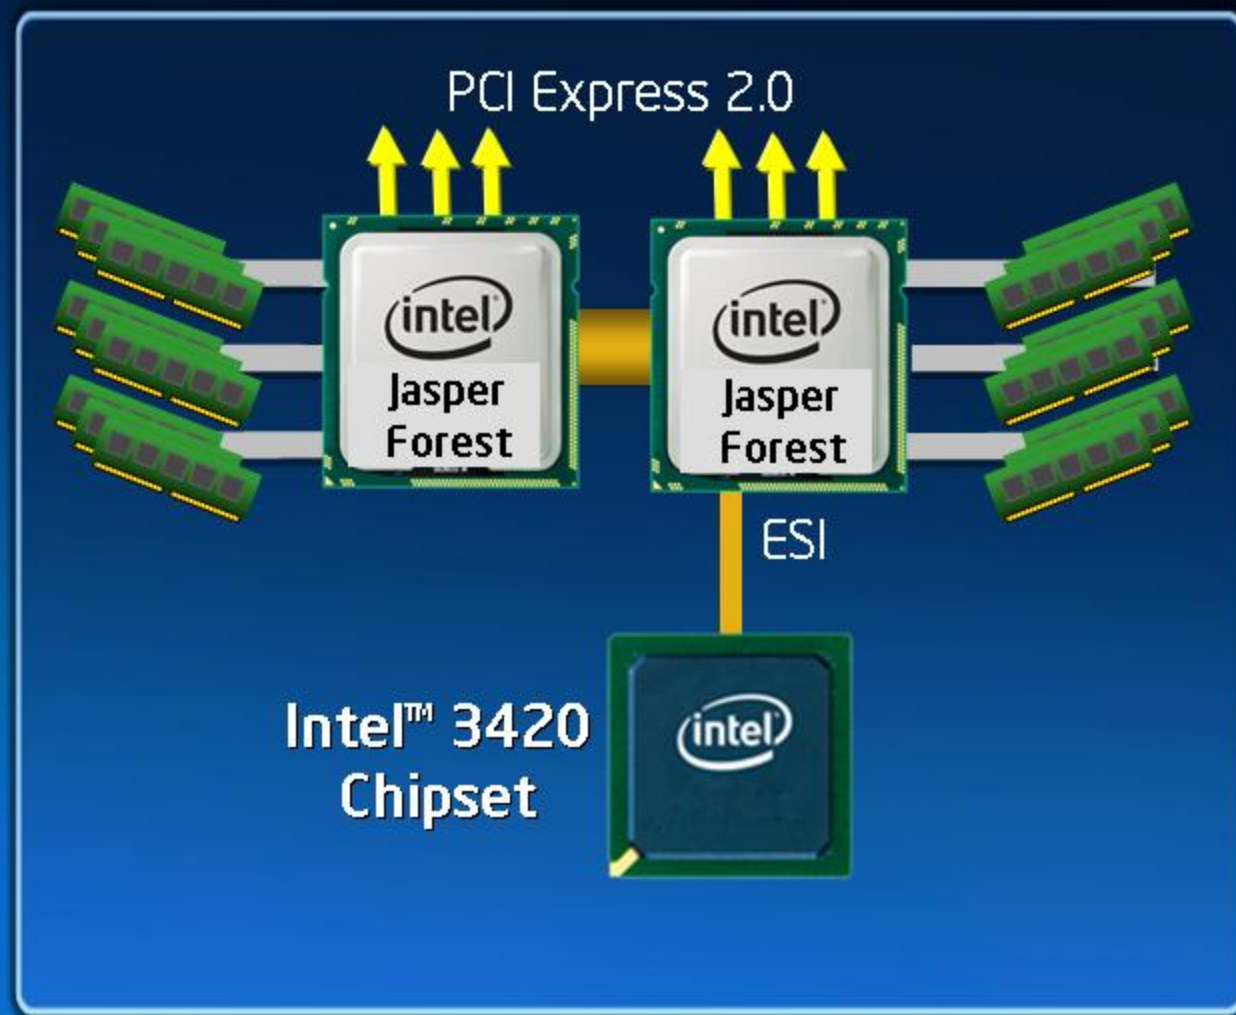 PCI Express 2.0
intel
Jasper
Forest
intel
Jasper
Forest
ESI
Intel™ 3420
Chipset
intel